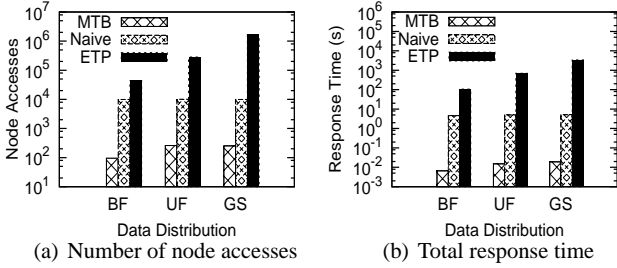 MTB
Naive
ETP
Node Accesses
10^6
10^5
10^4
10^3
10^2
10^1
BF UF GS
Data Distribution
(a) Number of node accesses
MTB
Naive
ETP
Response Time (s)
10^6
10^5
10^4
10^3
10^2
10^1
10^0
10^-1
10^-2
10^-3
BF UF GS
Data Distribution
(b) Total response time